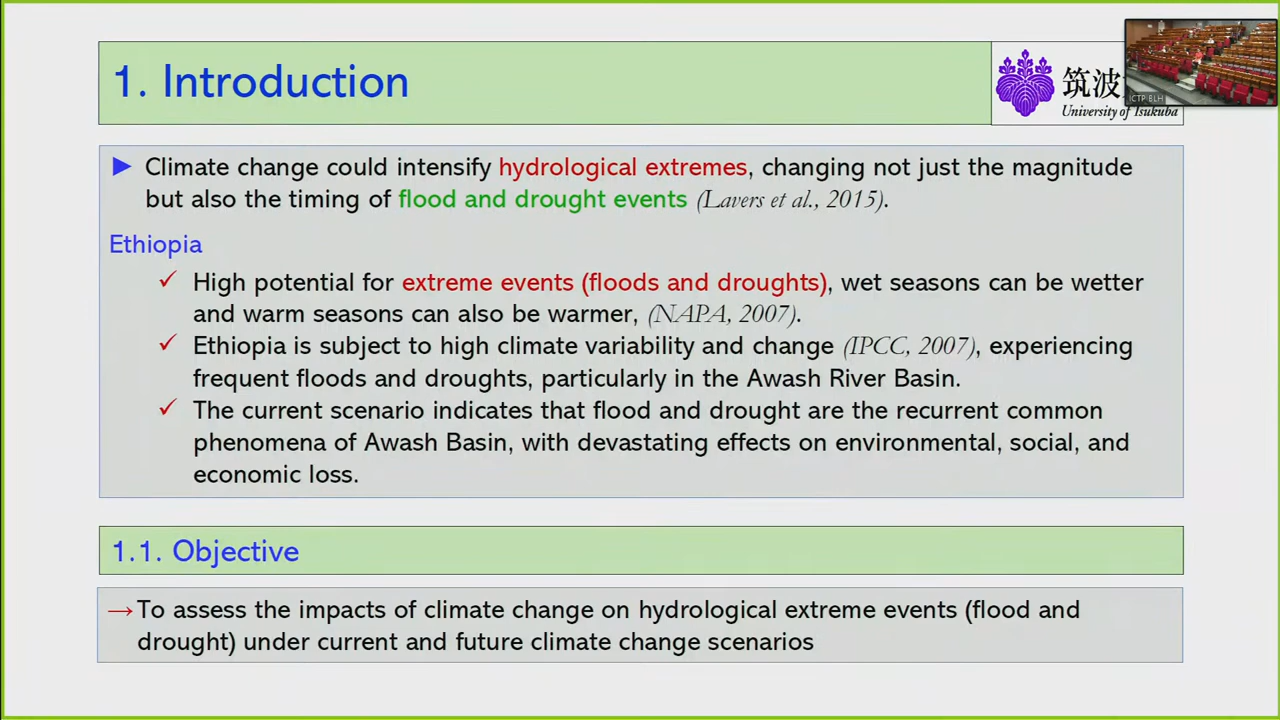 1. Introduction
筑波
University of Tsukuba
ICTP BLH
► Climate change could intensify hydrological extremes, changing not just the magnitude
but also the timing of flood and drought events (Lavers et al., 2015).
Ethiopia
✓ High potential for extreme events (floods and droughts), wet seasons can be wetter
and warm seasons can also be warmer, (NAPA, 2007).
✓ Ethiopia is subject to high climate variability and change (IPCC, 2007), experiencing
frequent floods and droughts, particularly in the Awash River Basin.
✓ The current scenario indicates that flood and drought are the recurrent common
phenomena of Awash Basin, with devastating effects on environmental, social, and
economic loss.
1.1. Objective
→ To assess the impacts of climate change on hydrological extreme events (flood and
drought) under current and future climate change scenarios